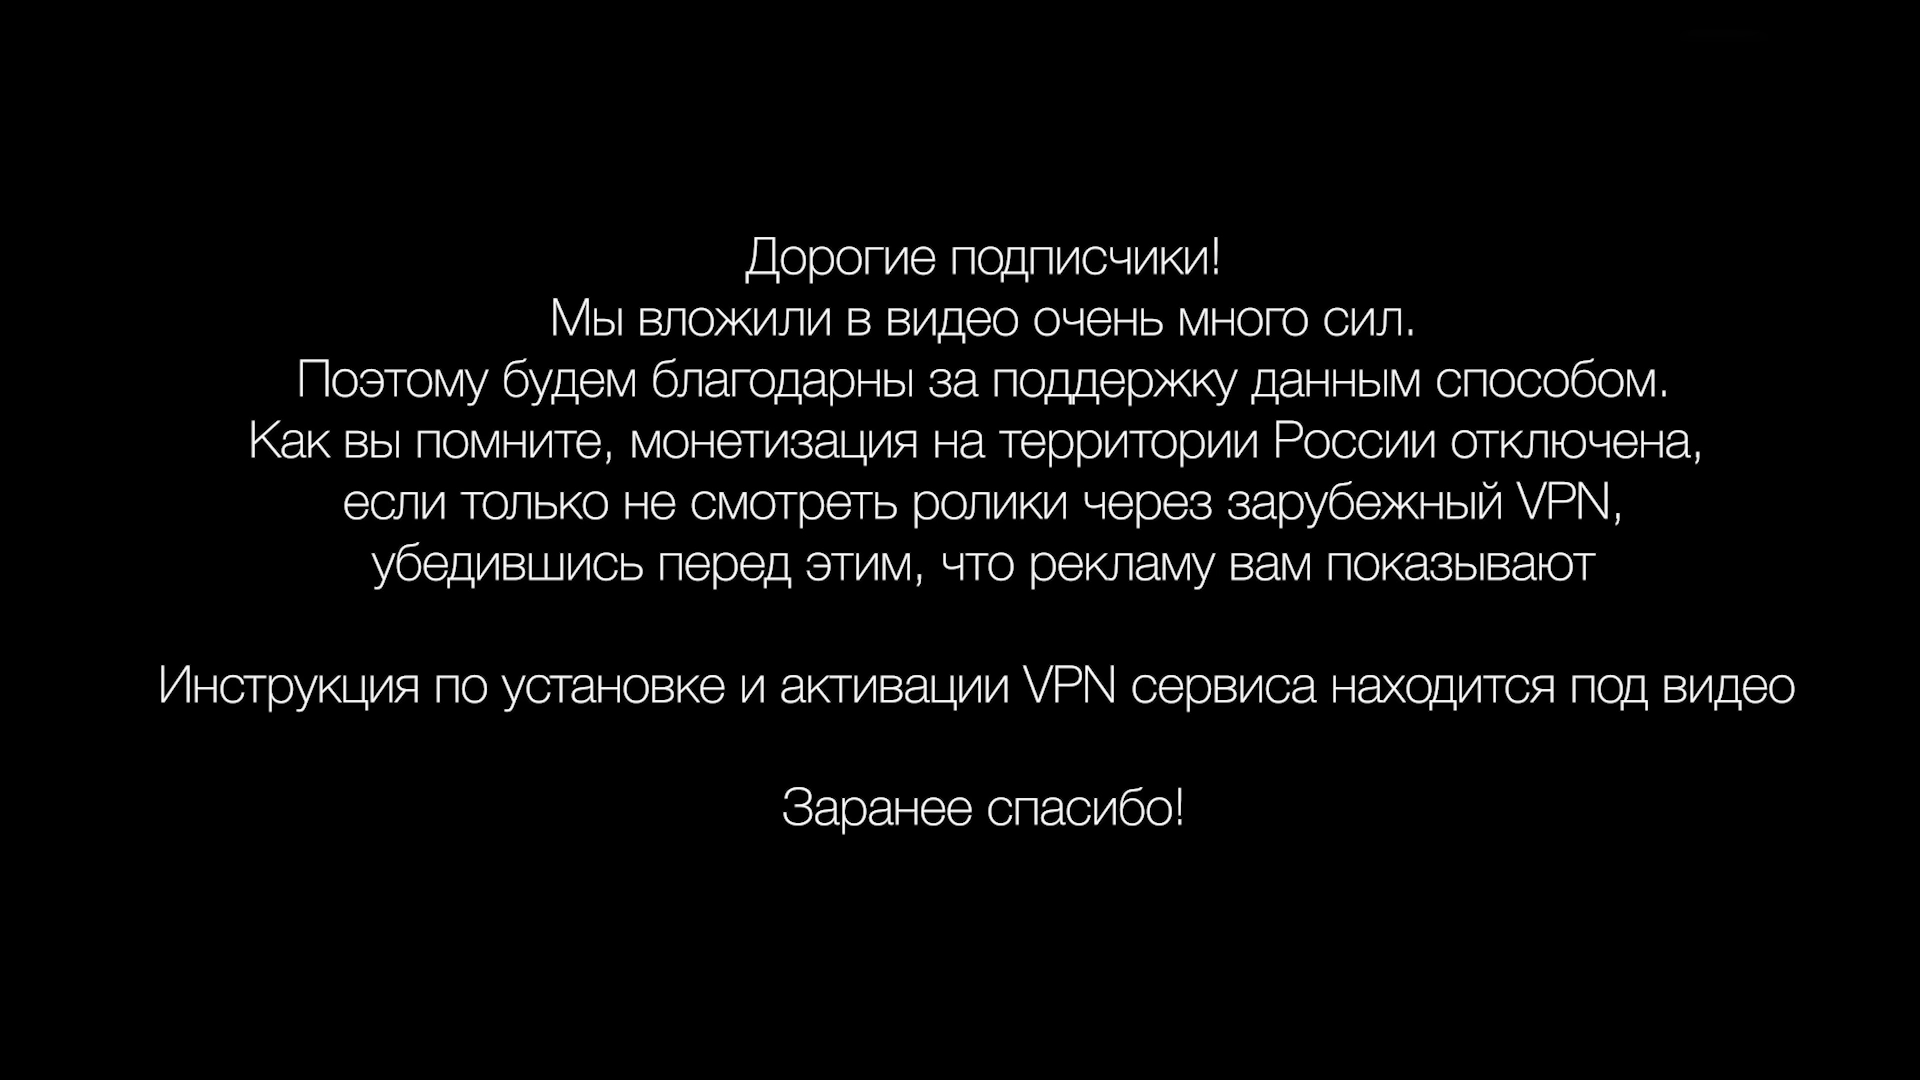 Дорогие подписчики!
Мы вложили в видео очень много сил.
Поэтому будем благодарны за поддержку данным способом.
Как вы помните, монетизация на территории России отключена,
если только не смотреть ролики через зарубежный VPN,
убедившись перед этим, что рекламу вам показывают
Инструкция по установке и активации VPN сервиса находится под видео
Заранее спасибо!